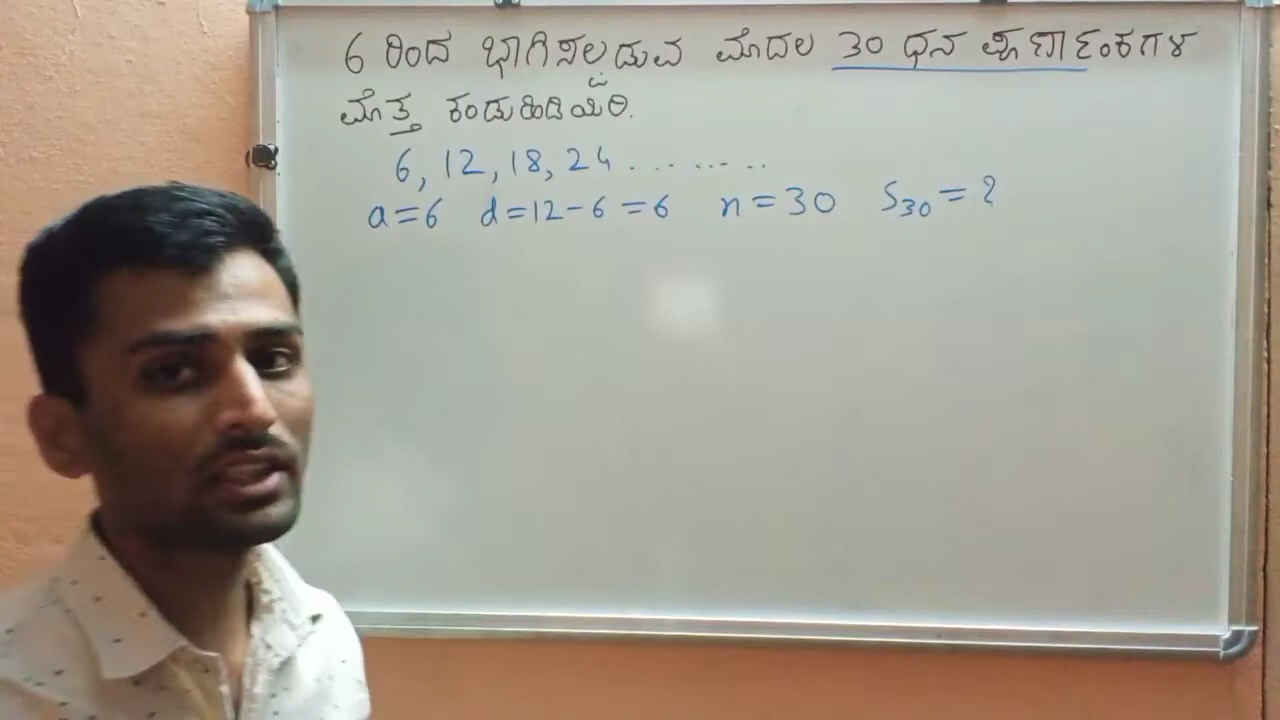 6 ರಿಂದ ಭಾಗಿಸಲ್ಪಡುವ ಮೊದಲ 30 ಧನ ಪೂರ್ಣಾಂಕಗಳ
ಮೊತ್ತ ಕಂಡುಹಿಡಿಯಿರಿ.
6, 12, 18, 24 . . . . . . . .
a=6 d=12-6=6 n=30 S₃₀=?